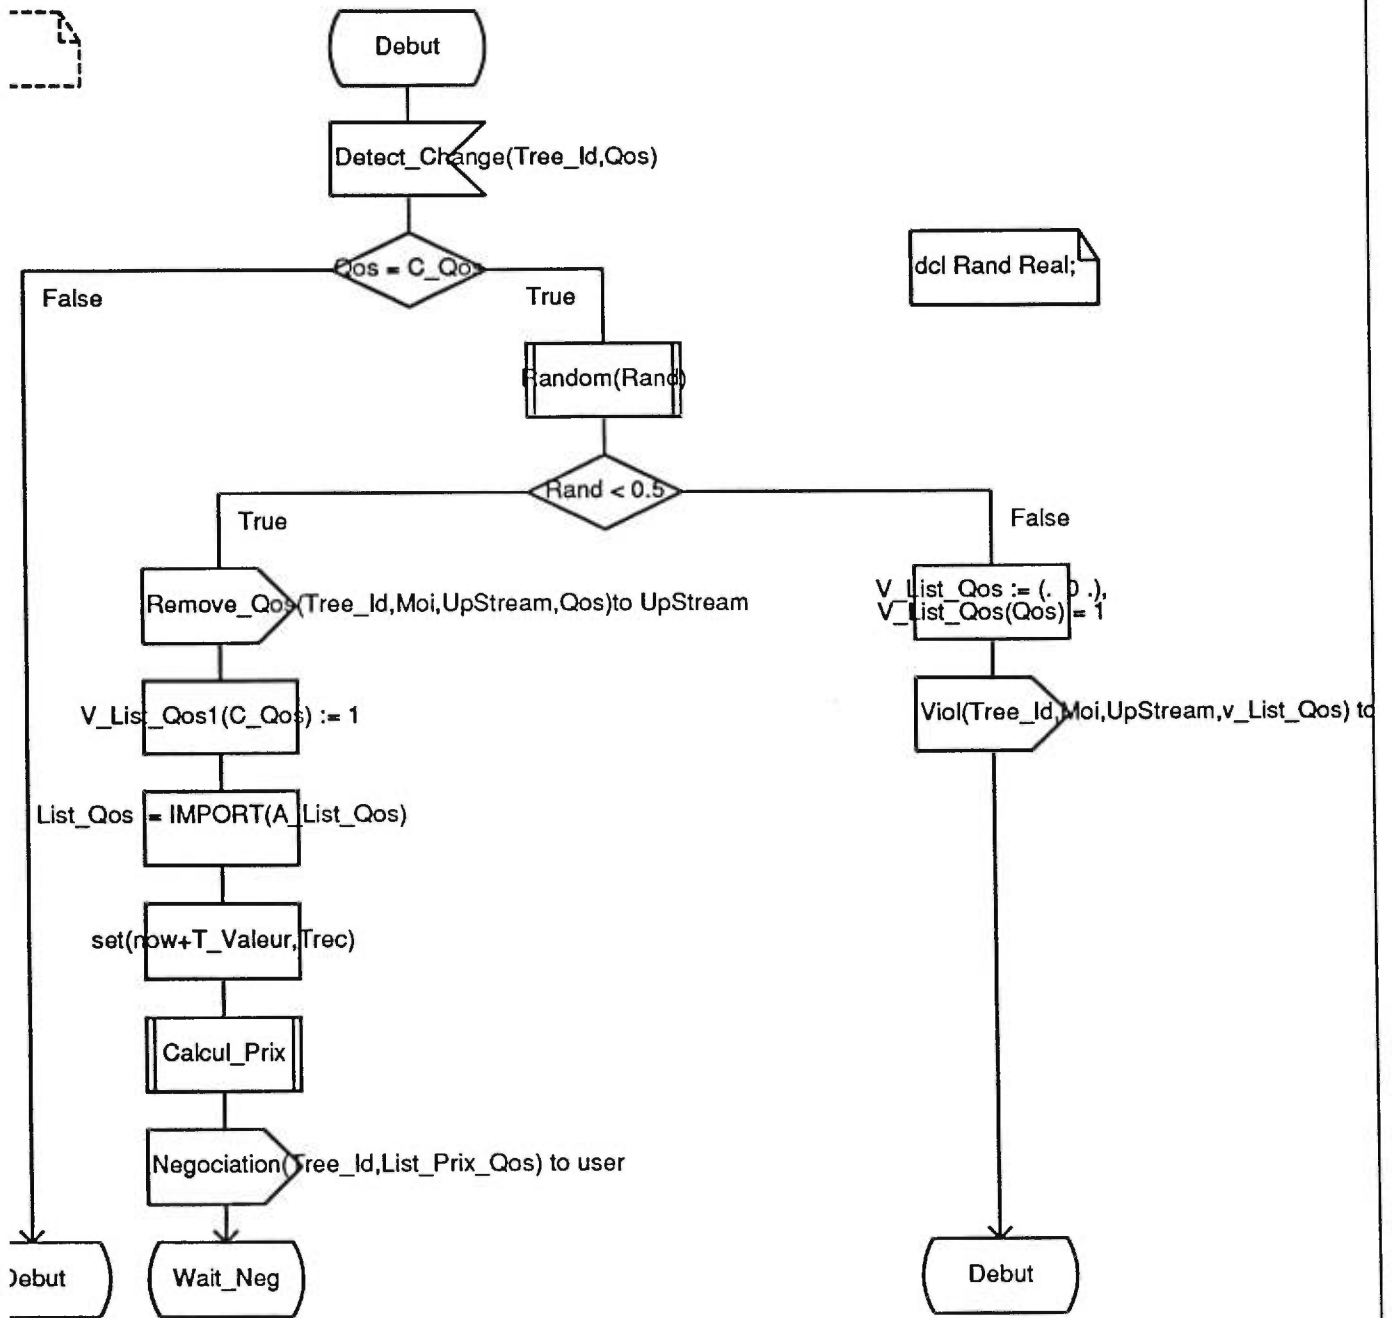 Debut
Detect_Change(Tree_Id,Qos)
Qos = C_Qos
False
True
dcl Rand Real;
Random(Rand)
Rand < 0.5
True
False
Remove_Qos(Tree_Id,Moi,UpStream,Qos)to UpStream
V_List_Qos := (. 0 .),
V_List_Qos(Qos) = 1
V_List_Qos1(C_Qos) := 1
Viol(Tree_Id,Moi,UpStream,v_List_Qos) to
List_Qos = IMPORT(A_List_Qos)
set(now+T_Valeur,Trec)
Calcul_Prix
Negociation(Tree_Id,List_Prix_Qos) to user
Debut
Wait_Neg
Debut